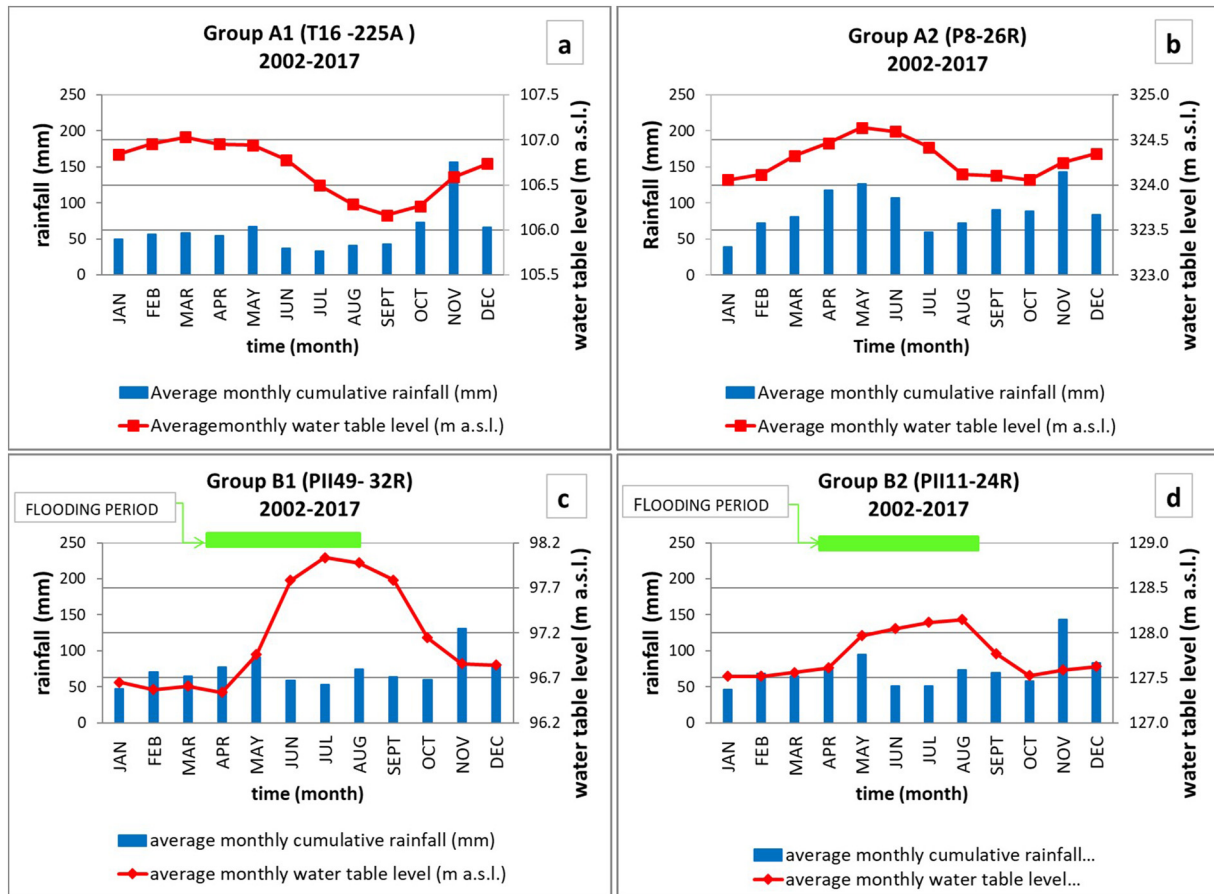 Group A1 (T16 -225A )
2002-2017
a
rainfall (mm)
250
200
150
100
50
0
107.5
107.0
106.5
106.0
105.5
water table level (m a.s.l.)
JAN FEB MAR APR MAY JUN JUL AUG SEPT OCT NOV DEC
time (month)
Average monthly cumulative rainfall (mm)
Averagemonthly water table level (m a.s.l.)
Group A2 (P8-26R)
2002-2017
b
Rainfall (mm)
250
200
150
100
50
0
325.0
324.5
324.0
323.5
323.0
water table level (m a.s.l.)
JAN FEB MAR APR MAY JUN JUL AUG SEPT OCT NOV DEC
Time (month)
Average monthly cumulative rainfall (mm)
Average monthly water table level (m a.s.l.)
Group B1 (PII49- 32R)
2002-2017
c
FLOODING PERIOD
rainfall (mm)
250
200
150
100
50
0
98.2
97.7
97.2
96.7
96.2
water table level (m a.s.l.)
JAN FEB MAR APR MAY JUN JUL AUG SEPT OCT NOV DEC
time (month)
average monthly cumulative rainfall (mm)
average monthly water table level (m a.s.l.)
Group B2 (PII11-24R)
2002-2017
d
FLOODING PERIOD
rainfall (mm)
250
200
150
100
50
0
129.0
128.5
128.0
127.5
127.0
water table level (m a.s.l.)
JAN FEB MAR APR MAY JUN JUL AUG SEPT OCT NOV DEC
time (month)
average monthly cumulative rainfall...
average monthly water table level...